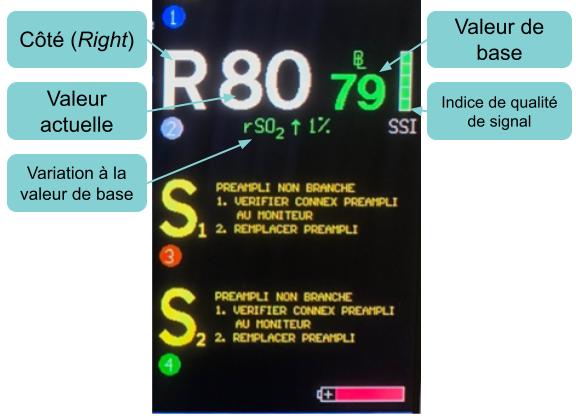 1
Côté (Right)
Valeur de
base
R 80
BL
79
Valeur
actuelle
Indice de qualité
de signal
2
rSO2 ↑ 1%
SSI
Variation à la
valeur de base
S1
PREAMPLI NON BRANCHE
1. VERIFIER CONNEX PREAMPLI
AU MONITEUR
2. REMPLACER PREAMPLI
3
S2
PREAMPLI NON BRANCHE
1. VERIFIER CONNEX PREAMPLI
AU MONITEUR
2. REMPLACER PREAMPLI
4
+